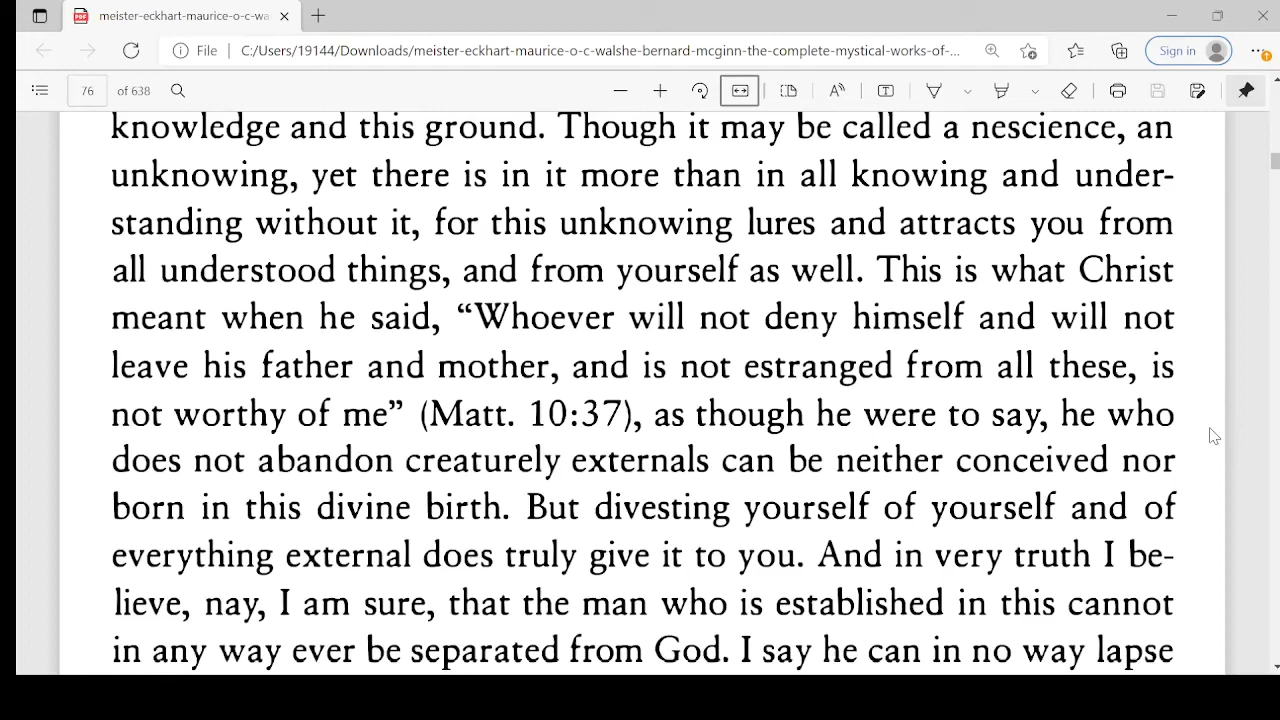 meister-eckhart-maurice-o-c-wa
File C:/Users/19144/Downloads/meister-eckhart-maurice-o-c-walshe-bernard-mcginn-the-complete-mystical-works-of-... Sign in
76 of 638
knowledge and this ground. Though it may be called a nescience, an
unknowing, yet there is in it more than in all knowing and under-
standing without it, for this unknowing lures and attracts you from
all understood things, and from yourself as well. This is what Christ
meant when he said, “Whoever will not deny himself and will not
leave his father and mother, and is not estranged from all these, is
not worthy of me” (Matt. 10:37), as though he were to say, he who
does not abandon creaturely externals can be neither conceived nor
born in this divine birth. But divesting yourself of yourself and of
everything external does truly give it to you. And in very truth I be-
lieve, nay, I am sure, that the man who is established in this cannot
in any way ever be separated from God. I say he can in no way lapse